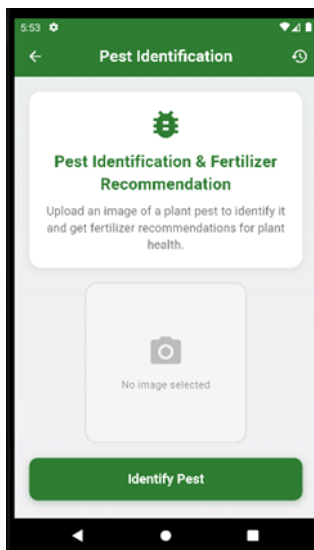 5:53
Pest Identification
Pest Identification & Fertilizer
Recommendation
Upload an image of a plant pest to identify it
and get fertilizer recommendations for plant
health.
No image selected
Identify Pest